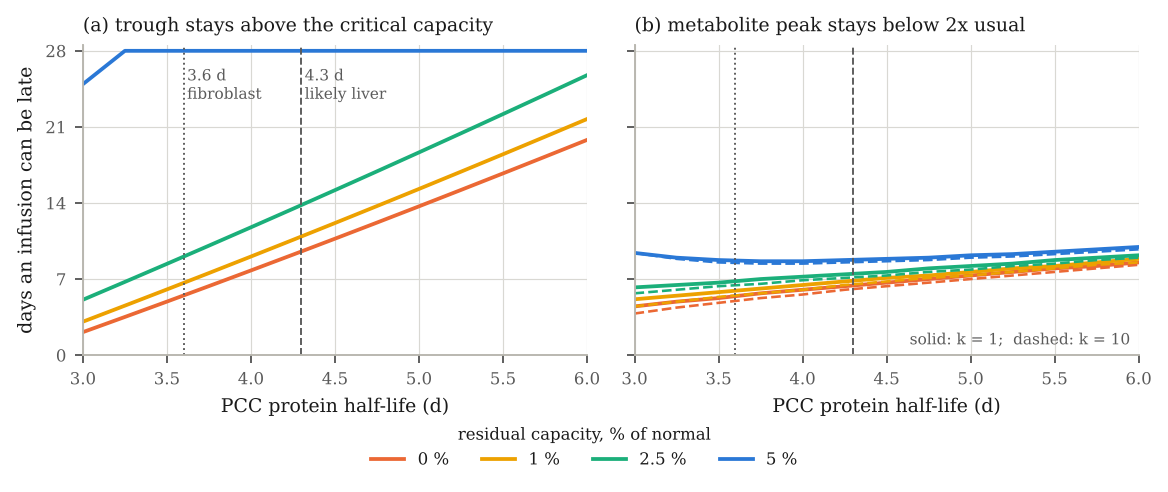 (a) trough stays above the critical capacity
(b) metabolite peak stays below 2x usual
days an infusion can be late
28
21
14
7
0
3.6 d
fibroblast
4.3 d
likely liver
solid: k = 1;  dashed: k = 10
3.0 3.5 4.0 4.5 5.0 5.5 6.0
3.0 3.5 4.0 4.5 5.0 5.5 6.0
PCC protein half-life (d)
PCC protein half-life (d)
residual capacity, % of normal
0 % 1 % 2.5 % 5 %